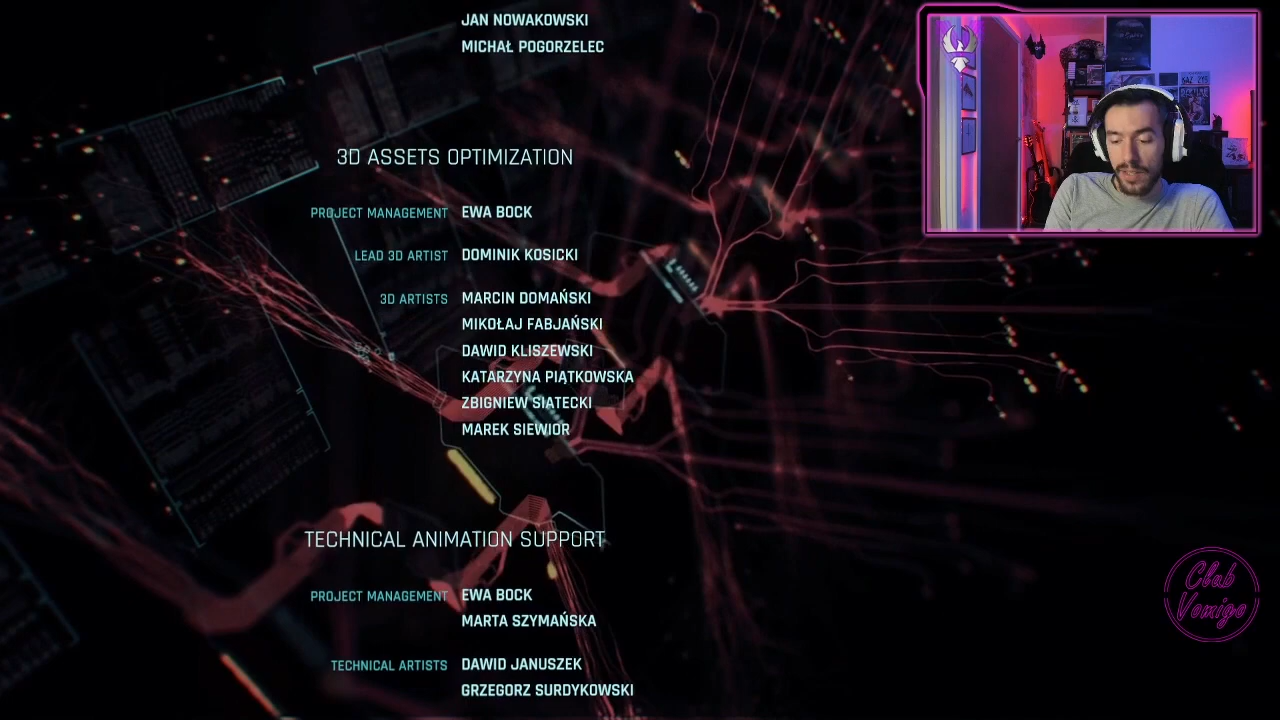 JAN NOWAKOWSKI
MICHAŁ POGORZELEC
3D ASSETS OPTIMIZATION
PROJECT MANAGEMENT EWA BOCK
LEAD 3D ARTIST DOMINIK KOSICKI
3D ARTISTS MARCIN DOMAŃSKI
MIKOŁAJ FABJAŃSKI
DAWID KLISZEWSKI
KATARZYNA PIĄTKOWSKA
ZBIGNIEW SIATECKI
MAREK SIEWIOR
TECHNICAL ANIMATION SUPPORT
PROJECT MANAGEMENT EWA BOCK
MARTA SZYMAŃSKA
TECHNICAL ARTISTS DAWID JANUSZEK
GRZEGORZ SURDYKOWSKI
Club
Vomigo